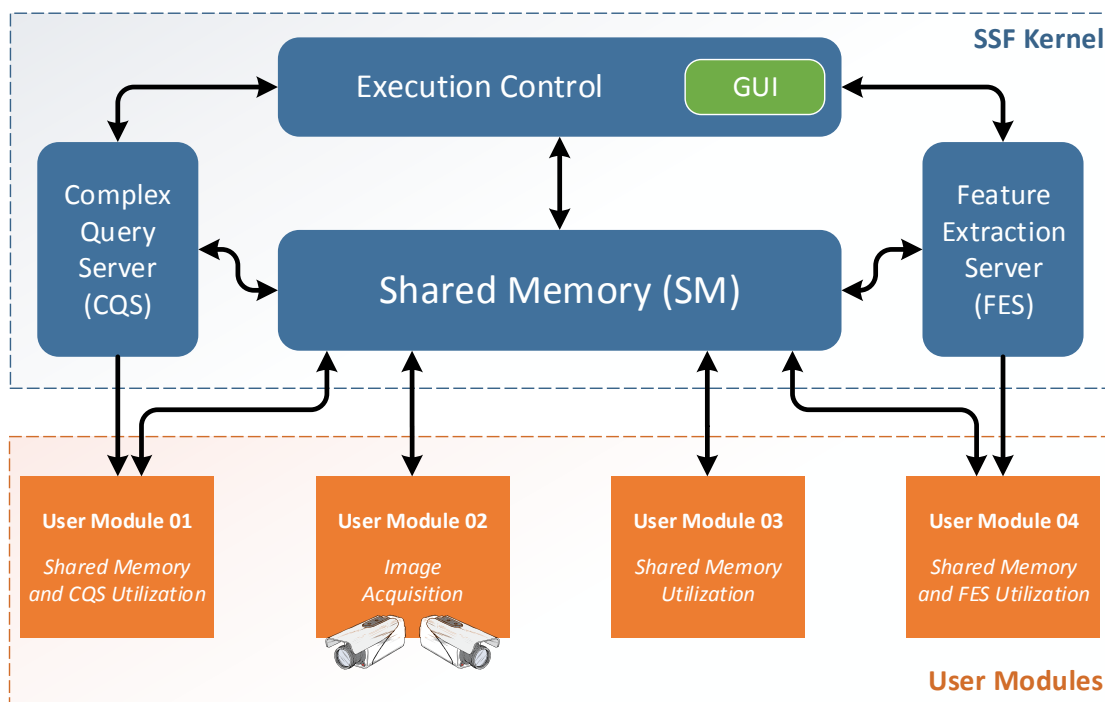 SSF Kernel
Execution Control
GUI
Complex
Query
Server
(CQS)
Shared Memory (SM)
Feature
Extraction
Server
(FES)
User Module 01
Shared Memory
and CQS Utilization
User Module 02
Image
Acquisition
User Module 03
Shared Memory
Utilization
User Module 04
Shared Memory
and FES Utilization
User Modules